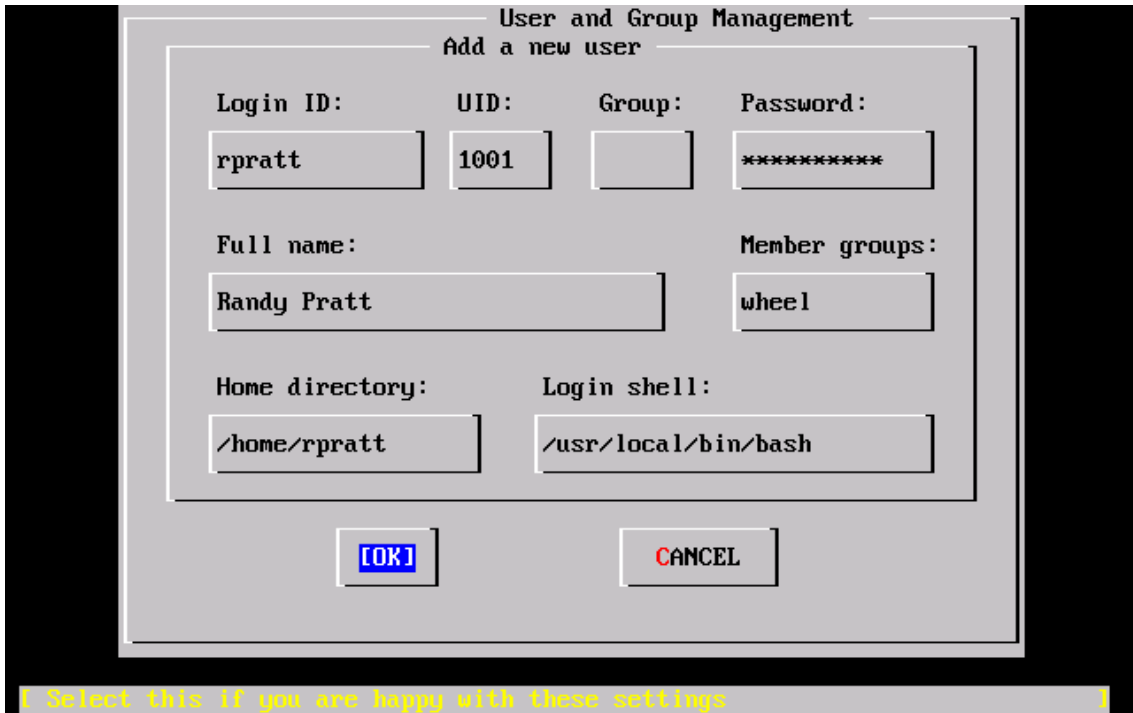 User and Group Management
Add a new user
Login ID: UID: Group: Password:
rpratt 1001 **********
Full name: Member groups:
Randy Pratt wheel
Home directory: Login shell:
/home/rpratt /usr/local/bin/bash
[OK] CANCEL
[ Select this if you are happy with these settings ]